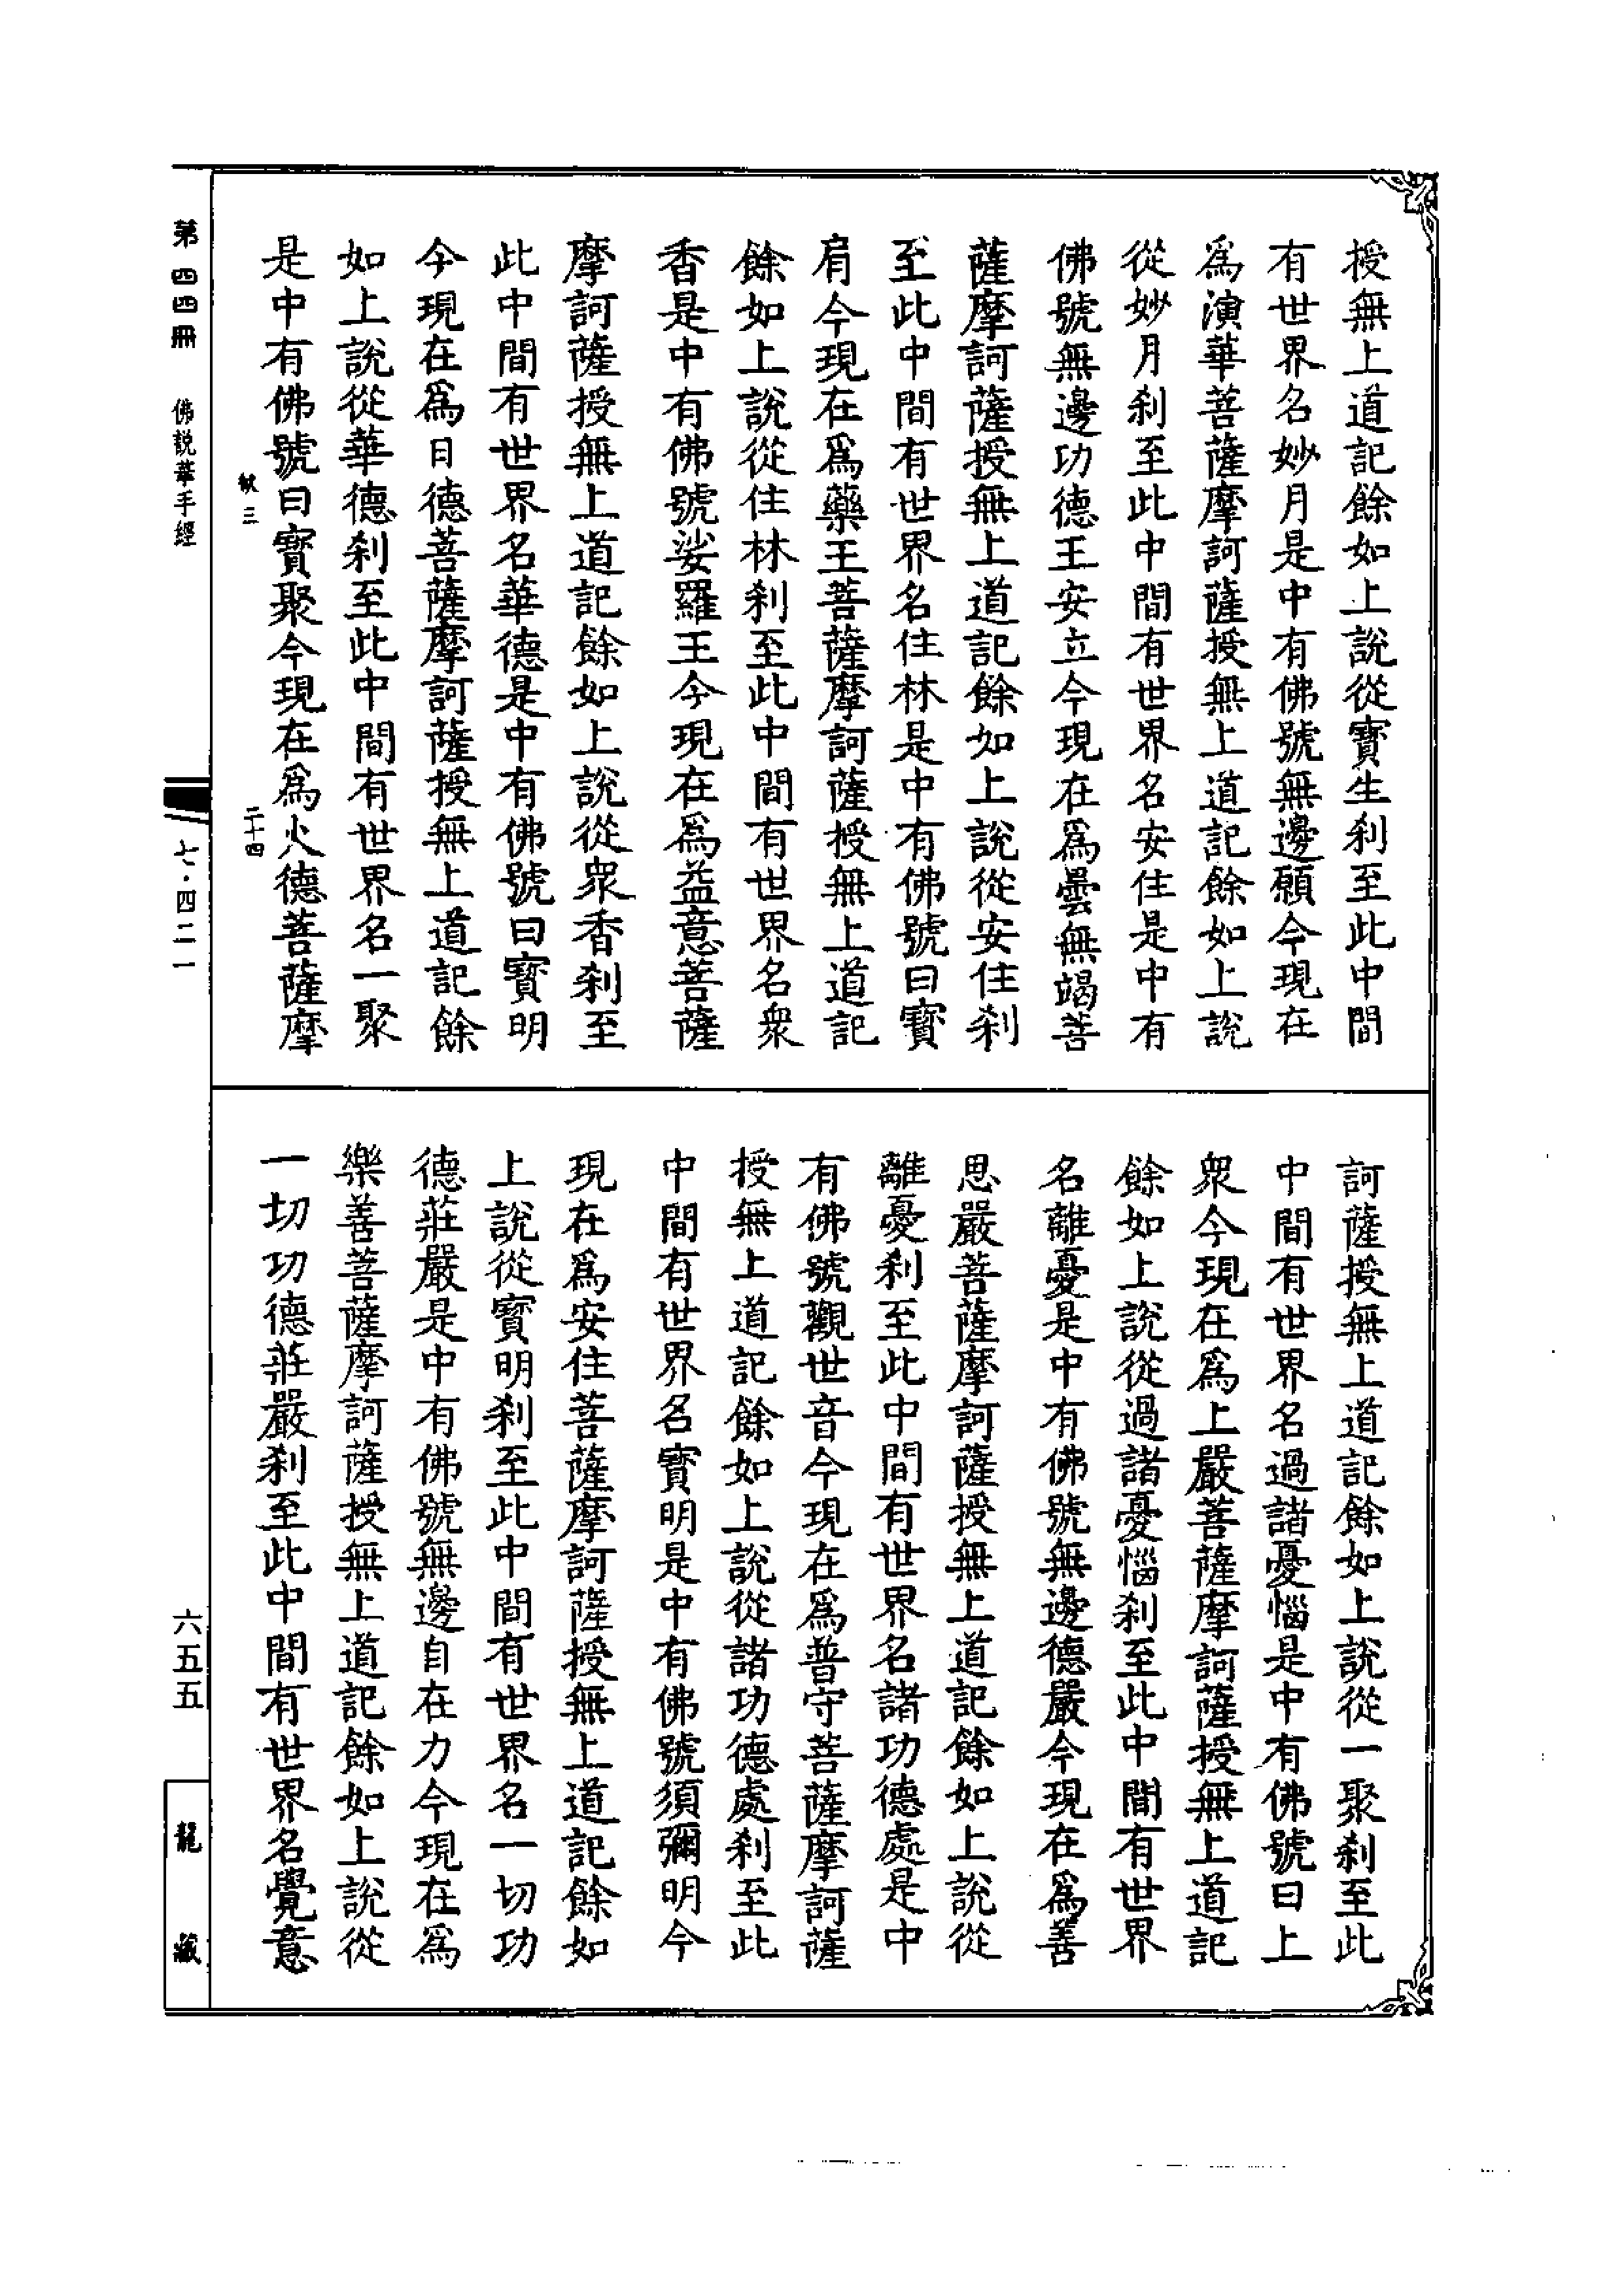 授無上道記餘如上說從寶生刹至此中間
有世界名妙月是中有佛號無邊願今現在
爲演華菩薩摩訶薩授無上道記餘如上說
從妙月刹至此中間有世界名安住是中有
佛號無邊功德王安立今現在爲曇無竭菩
薩摩訶薩授無上道記餘如上說從安住刹
至此中間有世界名住林是中有佛號曰寶
肩今現在爲藥王菩薩摩訶薩授無上道記
餘如上說從住林刹至此中間有世界名衆
香是中有佛號娑羅王今現在爲益意菩薩
摩訶薩授無上道記餘如上說從衆香刹至
此中間有世界名華德是中有佛號曰寶明
今現在爲日德菩薩摩訶薩授無上道記餘
如上說從華德刹至此中間有世界名一聚
是中有佛號曰寶聚今現在爲火德菩薩摩
三 二十四
訶薩授無上道記餘如上說從一聚刹至此
中間有世界名過諸憂惱是中有佛號曰上
衆今現在爲上嚴菩薩摩訶薩授無上道記
餘如上說從過諸憂惱刹至此中間有世界
名離憂是中有佛號無邊德嚴今現在爲善
思嚴菩薩摩訶薩授無上道記餘如上說從
離憂刹至此中間有世界名諸功德處是中
有佛號觀世音今現在爲普守菩薩摩訶薩
授無上道記餘如上說從諸功德處刹至此
中間有世界名寶明是中有佛號須彌明今
現在爲安住菩薩摩訶薩授無上道記餘如
上說從寶明刹至此中間有世界名一切功
德莊嚴是中有佛號無邊自在力今現在爲
樂善菩薩摩訶薩授無上道記餘如上說從
一切功德莊嚴刹至此中間有世界名覺意
第四四冊 佛説華手經 七·四二一 六五五 龍藏